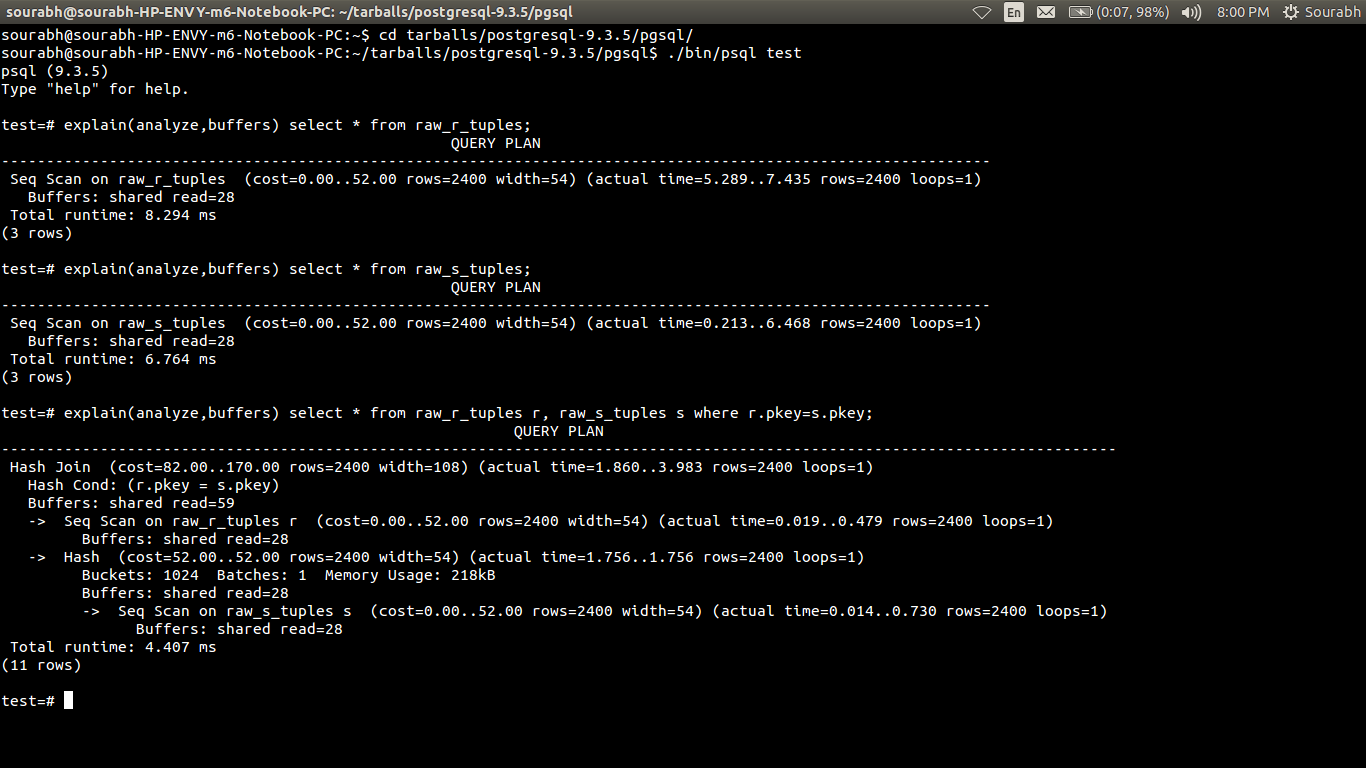 sourabh@sourabh-HP-ENVY-m6-Notebook-PC: ~/tarballs/postgresql-9.3.5/pgsql En (0:07, 98%) 8:00 PM Sourabh
sourabh@sourabh-HP-ENVY-m6-Notebook-PC:~$ cd tarballs/postgresql-9.3.5/pgsql/
sourabh@sourabh-HP-ENVY-m6-Notebook-PC:~/tarballs/postgresql-9.3.5/pgsql$ ./bin/psql test
psql (9.3.5)
Type "help" for help.
test=# explain(analyze,buffers) select * from raw_r_tuples;
QUERY PLAN
--------------------------------------------------------------------------------------------------------------
Seq Scan on raw_r_tuples  (cost=0.00..52.00 rows=2400 width=54) (actual time=5.289..7.435 rows=2400 loops=1)
Buffers: shared read=28
Total runtime: 8.294 ms
(3 rows)
test=# explain(analyze,buffers) select * from raw_s_tuples;
QUERY PLAN
--------------------------------------------------------------------------------------------------------------
Seq Scan on raw_s_tuples  (cost=0.00..52.00 rows=2400 width=54) (actual time=0.213..6.468 rows=2400 loops=1)
Buffers: shared read=28
Total runtime: 6.764 ms
(3 rows)
test=# explain(analyze,buffers) select * from raw_r_tuples r, raw_s_tuples s where r.pkey=s.pkey;
QUERY PLAN
----------------------------------------------------------------------------------------------------------------------------
Hash Join  (cost=82.00..170.00 rows=2400 width=108) (actual time=1.860..3.983 rows=2400 loops=1)
Hash Cond: (r.pkey = s.pkey)
Buffers: shared read=59
->  Seq Scan on raw_r_tuples r  (cost=0.00..52.00 rows=2400 width=54) (actual time=0.019..0.479 rows=2400 loops=1)
Buffers: shared read=28
->  Hash  (cost=52.00..52.00 rows=2400 width=54) (actual time=1.756..1.756 rows=2400 loops=1)
Buckets: 1024  Batches: 1  Memory Usage: 218kB
Buffers: shared read=28
->  Seq Scan on raw_s_tuples s  (cost=0.00..52.00 rows=2400 width=54) (actual time=0.014..0.730 rows=2400 loops=1)
Buffers: shared read=28
Total runtime: 4.407 ms
(11 rows)
test=#